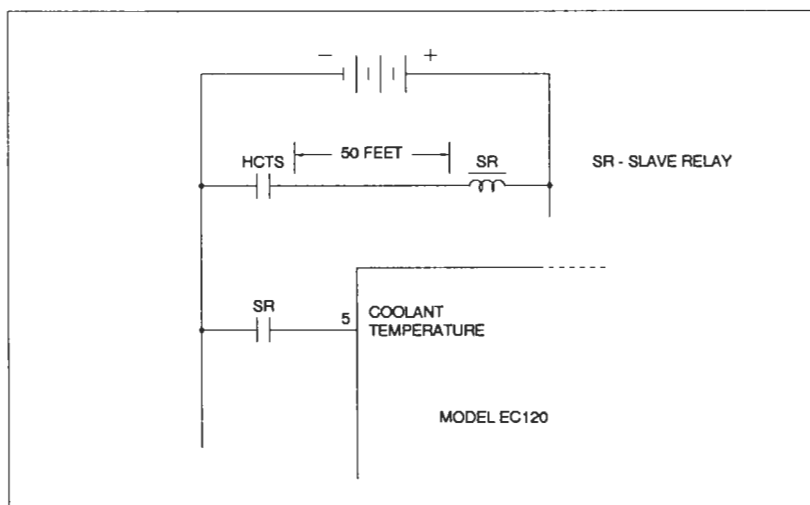 − +
HCTS
50 FEET
SR
SR - SLAVE RELAY
SR
5
COOLANT
TEMPERATURE
MODEL EC120